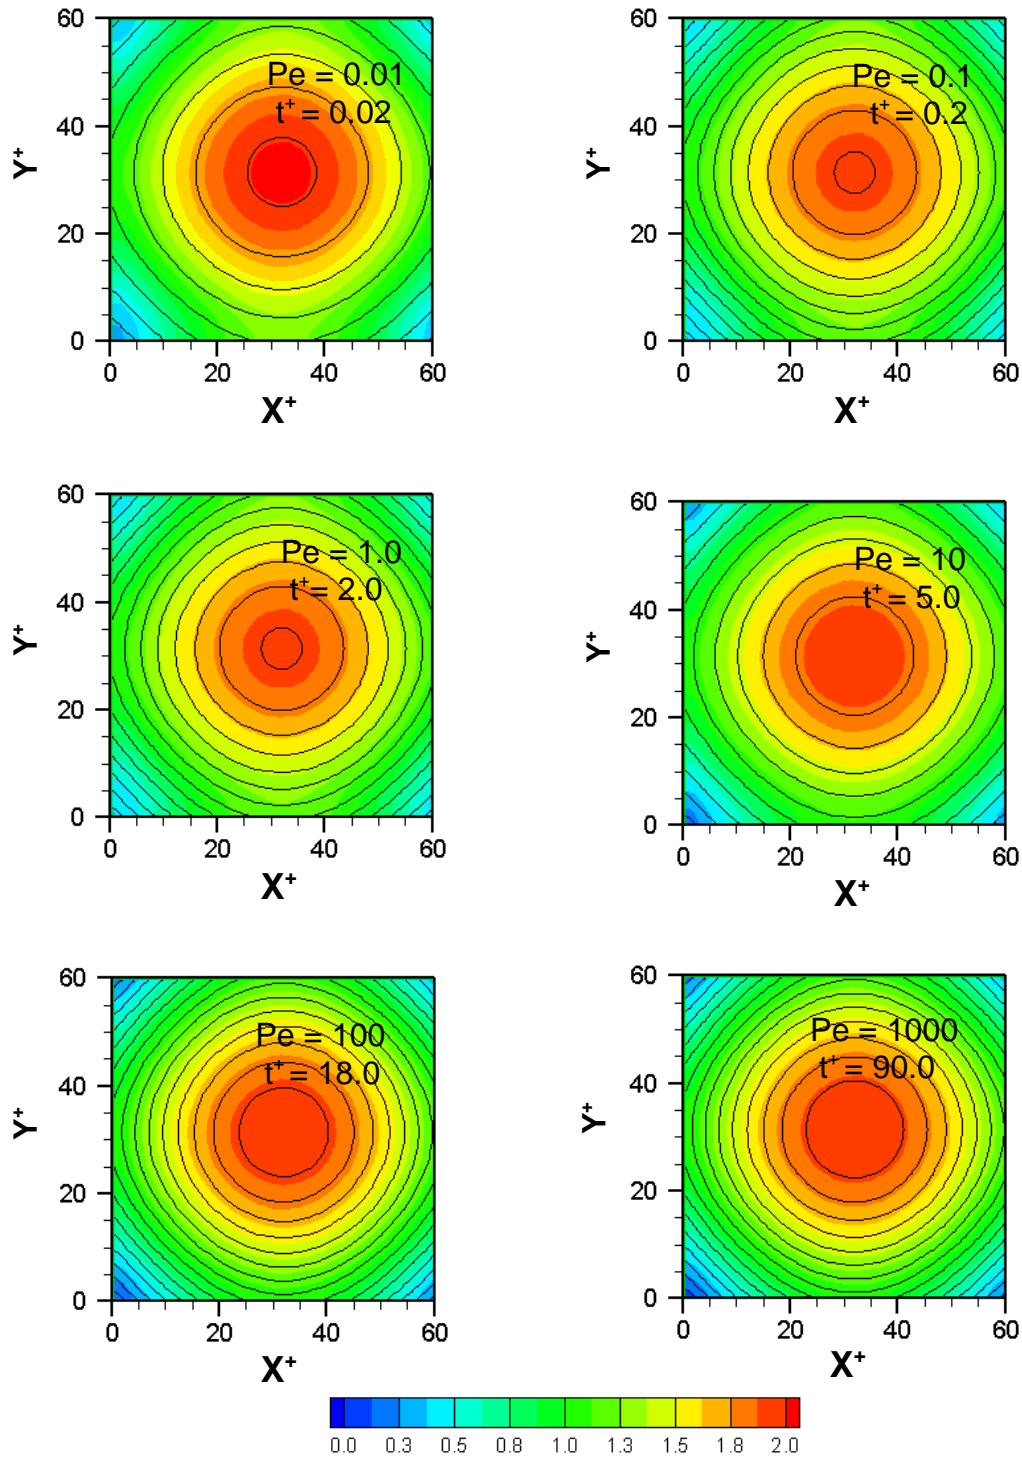 60
40
20
0
Y+
Pe = 0.01
t+ = 0.02
0 20 40 60
X+
60
40
20
0
Y+
Pe = 0.1
t+ = 0.2
0 20 40 60
X+
60
40
20
0
Y+
Pe = 1.0
t+ = 2.0
0 20 40 60
X+
60
40
20
0
Y+
Pe = 10
t+ = 5.0
0 20 40 60
X+
60
40
20
0
Y+
Pe = 100
t+ = 18.0
0 20 40 60
X+
60
40
20
0
Y+
Pe = 1000
t+ = 90.0
0 20 40 60
X+
0.0 0.3 0.5 0.8 1.0 1.3 1.5 1.8 2.0